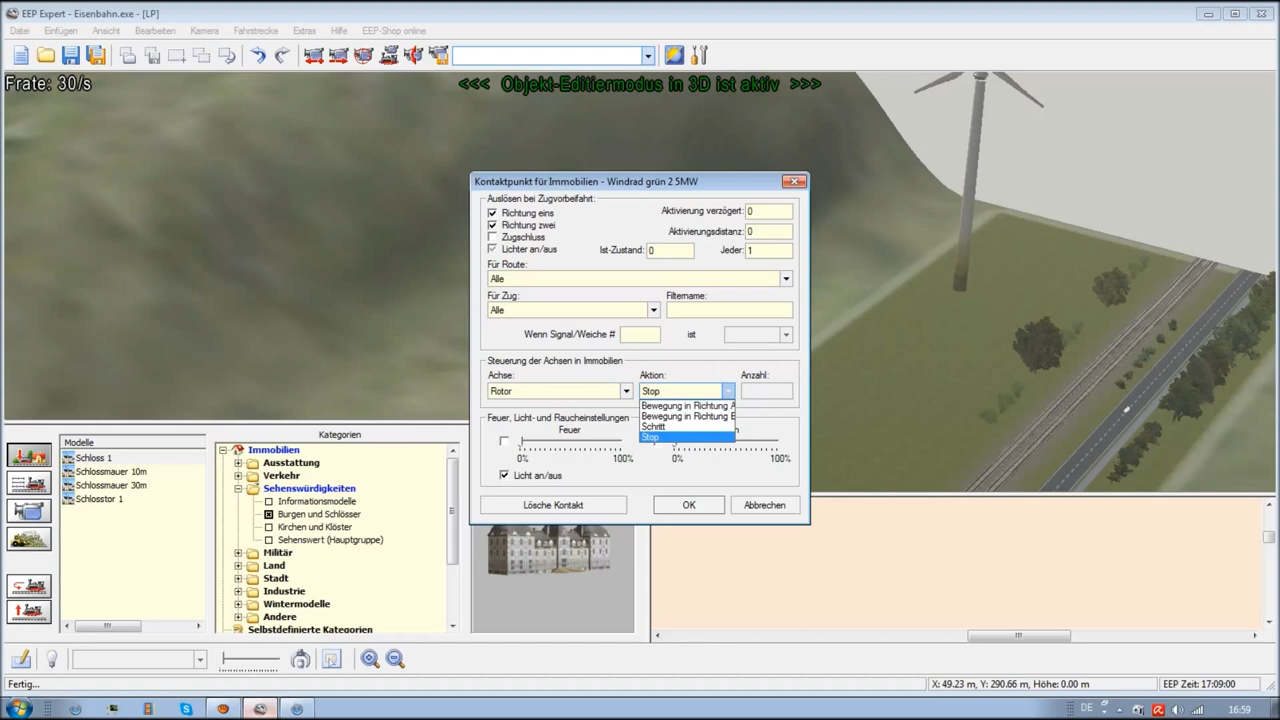 EEP Expert - Eisenbahn.exe - [LP]
Datei Einfügen Ansicht Bearbeiten Kamera Fahrstrecke Extras Hilfe EEP-Shop online
Frate: 30/s
<<< Objekt-Editiermodus in 3D ist aktiv >>>
Kontaktpunkt für Immobilien - Windrad grün 2 5MW
Auslösen bei Zugvorbeifahrt:
Richtung eins
Aktivierung verzögert: 0
Richtung zwei
Zugschluss
Aktivierungsdistanz: 0
Lichter an/aus
Ist-Zustand: 0
Jeder: 1
Für Route:
Alle
Für Zug:
Filtername:
Alle
Wenn Signal/Weiche # ist
Steuerung der Achsen in Immobilien
Achse: Aktion: Anzahl:
Rotor Stop
Bewegung in Richtung A
Bewegung in Richtung B
Schritt
Stop
Feuer, Licht- und Raucheinstellungen
Feuer
0% 100% 0% 100%
Licht an/aus
Lösche Kontakt OK Abbrechen
Modelle
Schloss 1
Schlossmauer 10m
Schlossmauer 30m
Schlosstor 1
Kategorien
Immobilien
Ausstattung
Verkehr
Sehenswürdigkeiten
Informationsmodelle
Burgen und Schlösser
Kirchen und Klöster
Sehenswert (Hauptgruppe)
Militär
Land
Stadt
Industrie
Wintermodelle
Andere
Selbstdefinierte Kategorien
Fertig...
X: 49.23 m, Y: 290.66 m, Höhe: 0.00 m
EEP Zeit: 17:09:00
DE
16:59